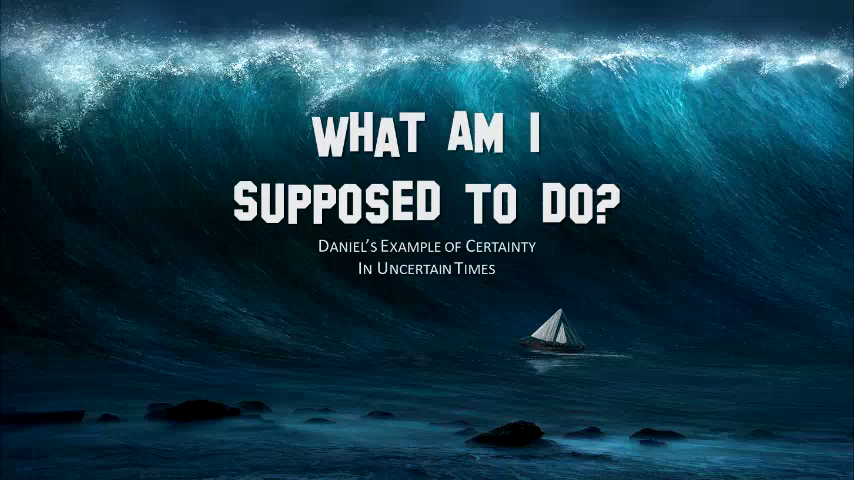 WHAT AM I
SUPPOSED TO DO?
DANIEL'S EXAMPLE OF CERTAINTY
IN UNCERTAIN TIMES